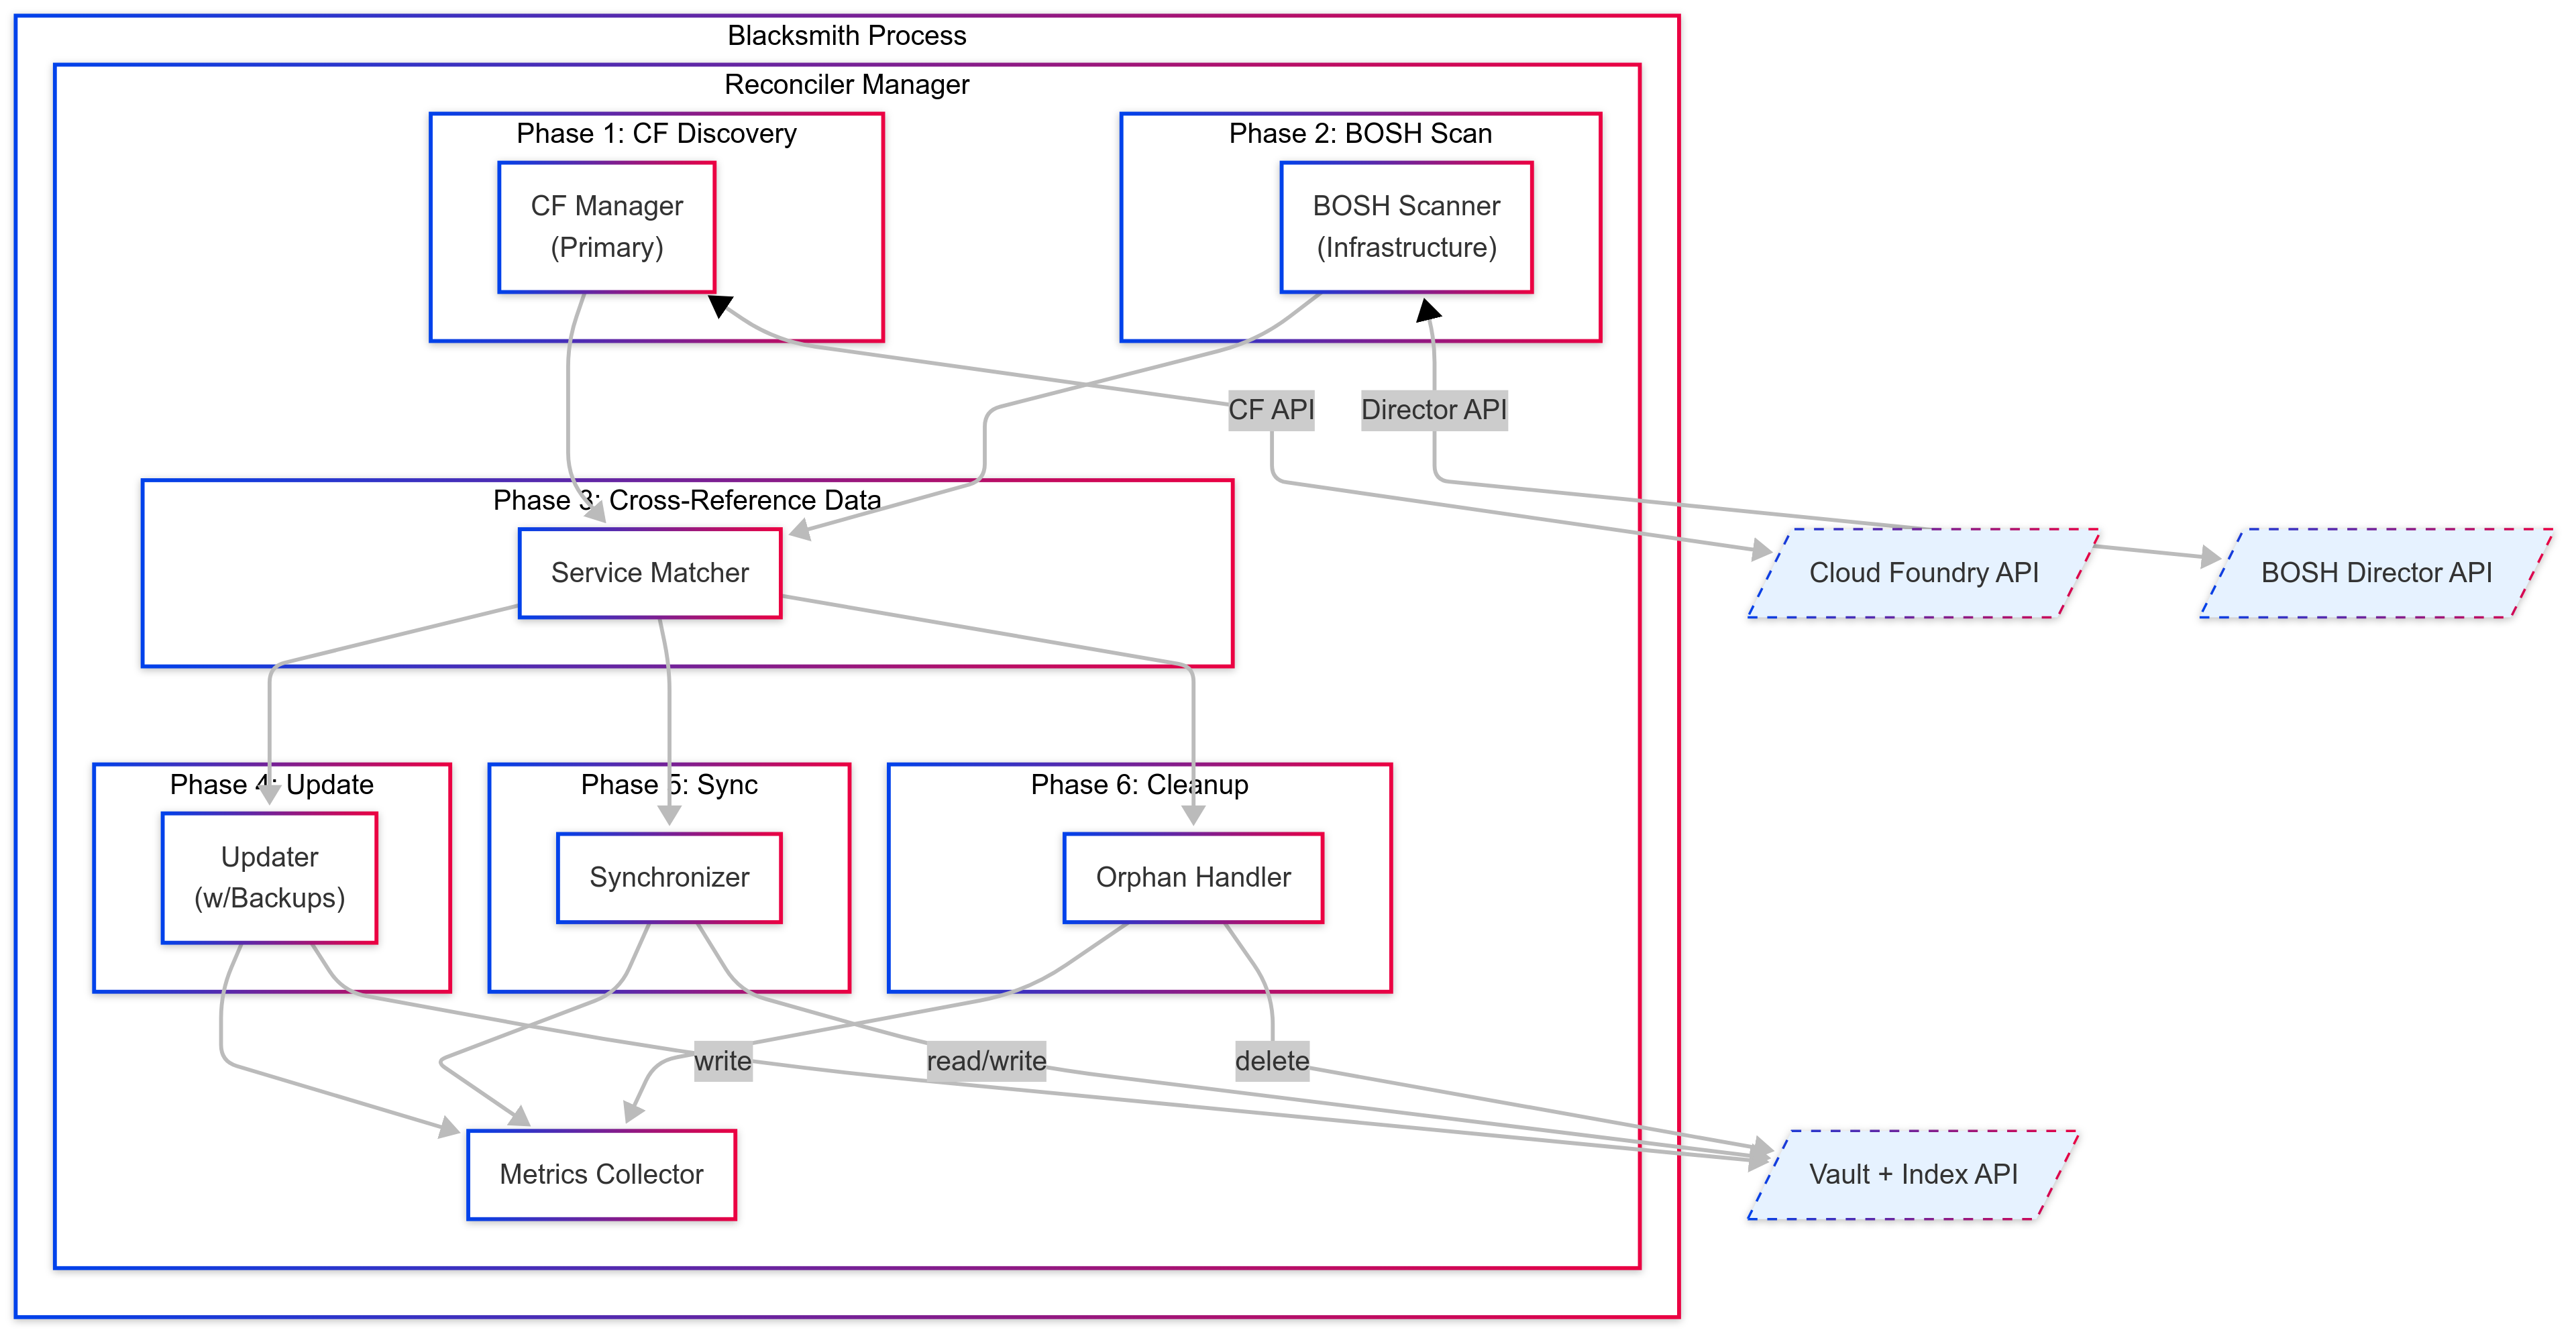 Blacksmith Process
Reconciler Manager
Phase 1: CF Discovery
Phase 2: BOSH Scan
CF Manager
(Primary)
BOSH Scanner
(Infrastructure)
CF API
Director API
Phase 3: Cross-Reference Data
Service Matcher
Cloud Foundry API
BOSH Director API
Phase 4: Update
Phase 5: Sync
Phase 6: Cleanup
Updater
(w/Backups)
Synchronizer
Orphan Handler
write
read/write
delete
Metrics Collector
Vault + Index API